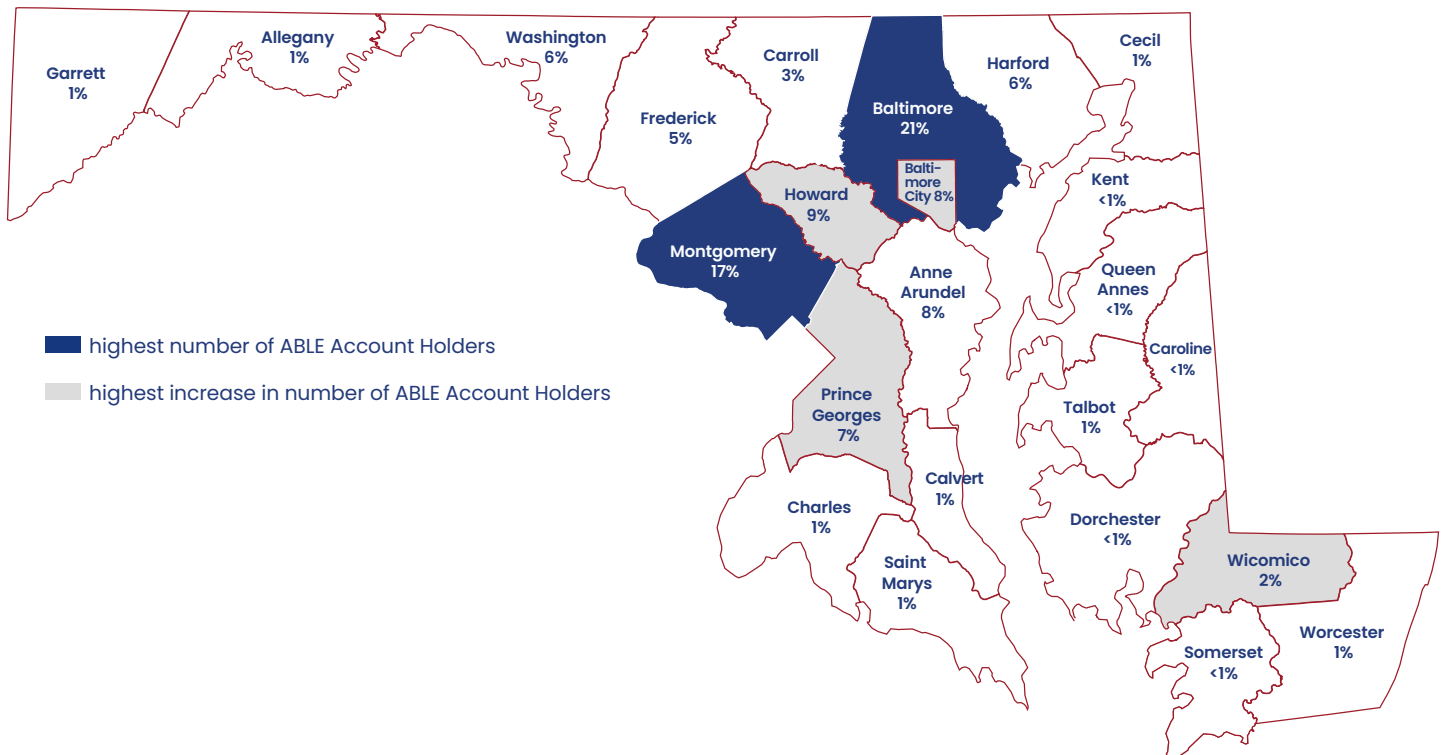 Garrett
1%
Allegany
1%
Washington
6%
Frederick
5%
Carroll
3%
Baltimore
21%
Balti-
more
City 8%
Harford
6%
Cecil
1%
Kent
<1%
Howard
9%
Montgomery
17%
Anne
Arundel
8%
Queen
Annes
<1%
Caroline
<1%
highest number of ABLE Account Holders
highest increase in number of ABLE Account Holders
Prince
Georges
7%
Talbot
1%
Calvert
1%
Charles
1%
Saint
Marys
1%
Dorchester
<1%
Wicomico
2%
Somerset
<1%
Worcester
1%